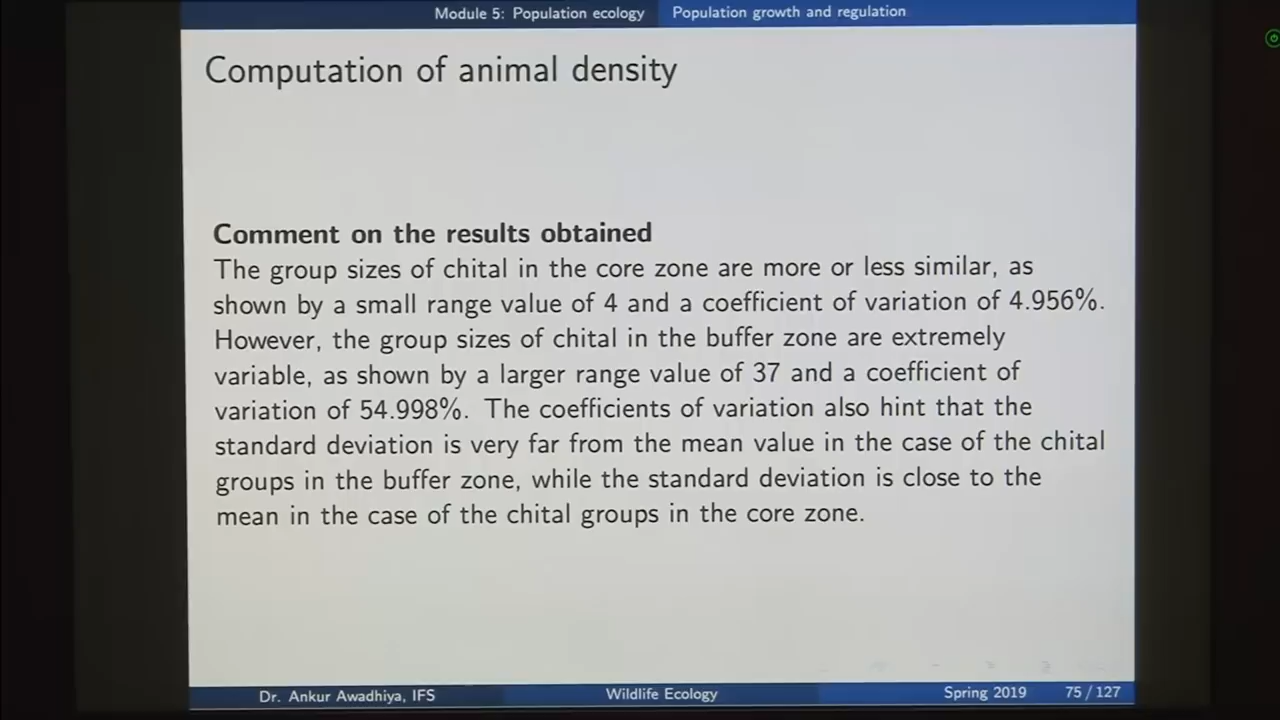 Module 5: Population ecology Population growth and regulation
Computation of animal density
Comment on the results obtained
The group sizes of chital in the core zone are more or less similar, as
shown by a small range value of 4 and a coefficient of variation of 4.956%.
However, the group sizes of chital in the buffer zone are extremely
variable, as shown by a larger range value of 37 and a coefficient of
variation of 54.998%. The coefficients of variation also hint that the
standard deviation is very far from the mean value in the case of the chital
groups in the buffer zone, while the standard deviation is close to the
mean in the case of the chital groups in the core zone.
Dr. Ankur Awadhiya, IFS Wildlife Ecology Spring 2019 75 / 127